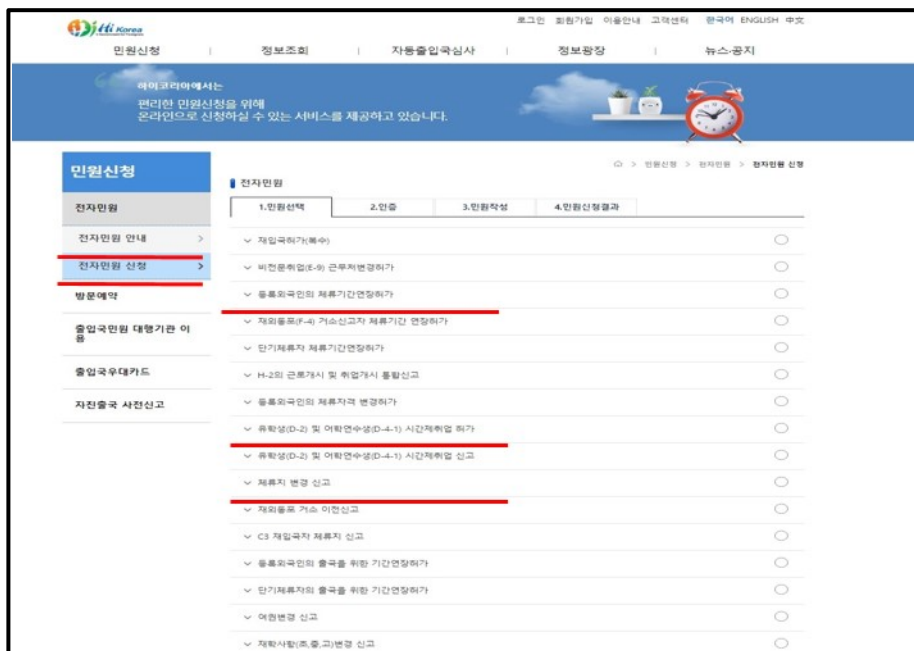 Hi Korea
로그인 회원가입 이용안내 고객센터 한국어 ENGLISH 中文
민원신청 | 정보조회 | 자동출입국심사 | 정보광장 | 뉴스·공지
하이코리아에서는
편리한 민원신청을 위해
온라인으로 신청하실 수 있는 서비스를 제공하고 있습니다.
민원신청 > 전자민원 > 전자민원 신청
민원신청
전자민원
전자민원 안내 >
전자민원 신청 >
방문예약
출입국민원 대행기관 이
용
출입국우대카드
자진출국 사전신고
전자민원
1.민원선택 2.인증 3.민원작성 4.민원신청결과
재입국허가(복수)
비전문취업(E-9) 근무처변경허가
등록외국인의 체류기간연장허가
재외동포(F-4) 거소신고자 체류기간 연장허가
단기체류자 체류기간연장허가
H-2의 근로개시 및 취업개시 통합신고
등록외국인의 체류자격 변경허가
유학생(D-2) 및 어학연수생(D-4-1) 시간제취업 허가
유학생(D-2) 및 어학연수생(D-4-1) 시간제취업 신고
체류지 변경 신고
재외동포 거소 이전신고
C3 재입국자 체류지 신고
등록외국인의 출국을 위한 기간연장허가
단기체류자의 출국을 위한 기간연장허가
여권변경 신고
재학사항(초,중,고)변경 신고